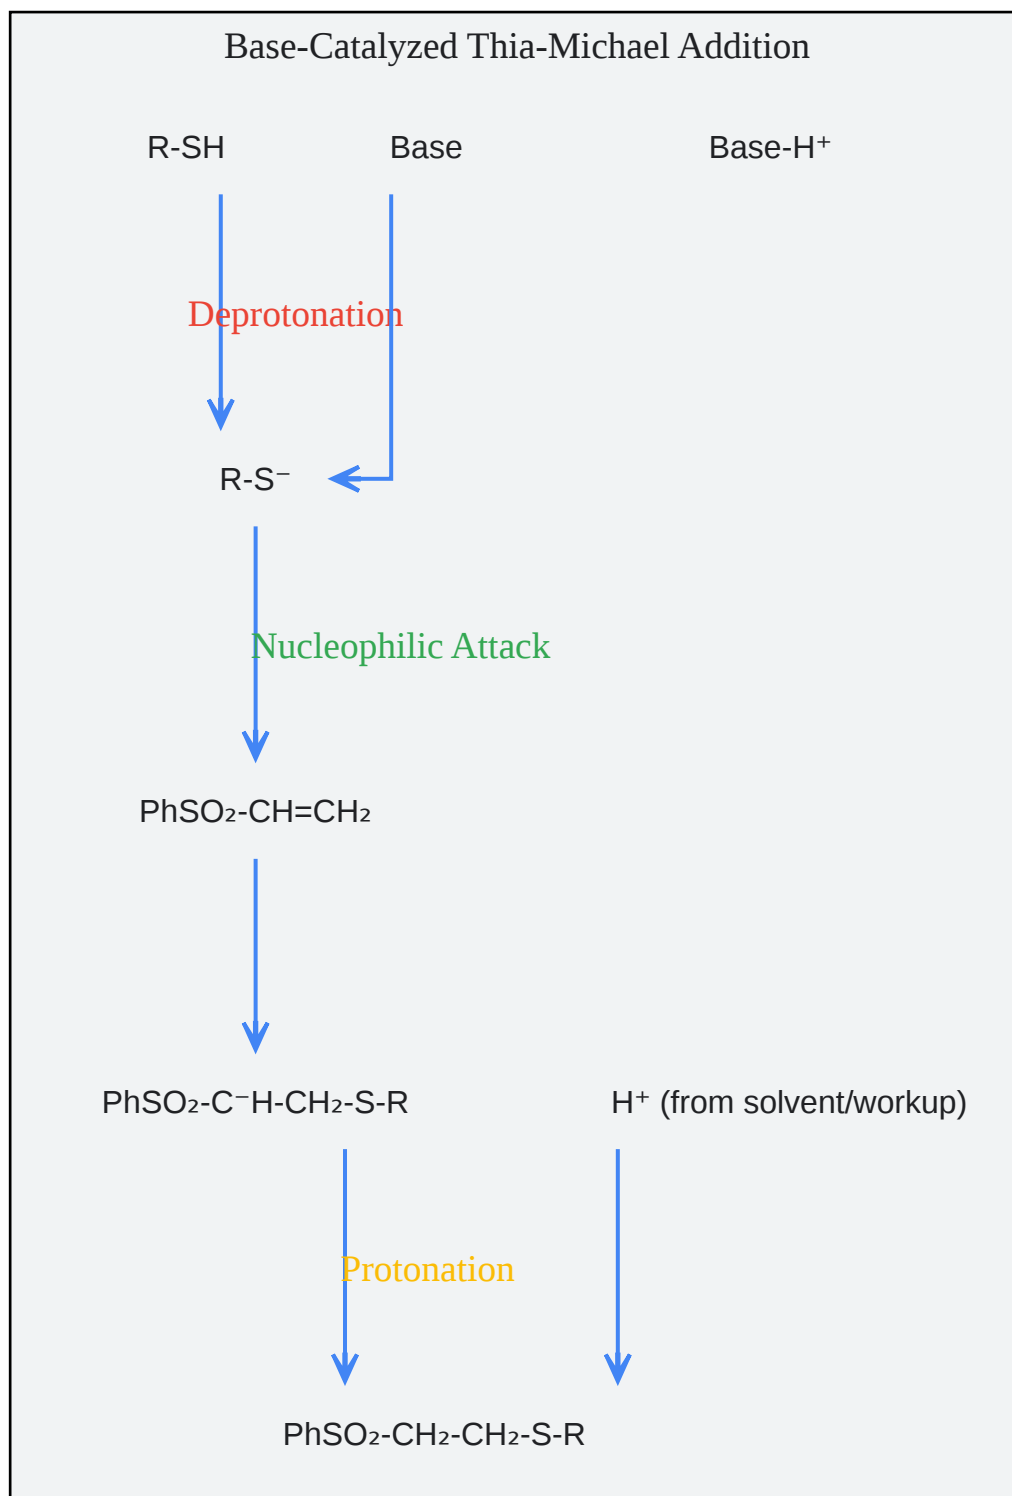 Base-Catalyzed Thia-Michael Addition
R-SH
Base
Base-H⁺
Deprotonation
R-S⁻
Nucleophilic Attack
PhSO₂-CH=CH₂
PhSO₂-C⁻H-CH₂-S-R
H⁺ (from solvent/workup)
Protonation
PhSO₂-CH₂-CH₂-S-R